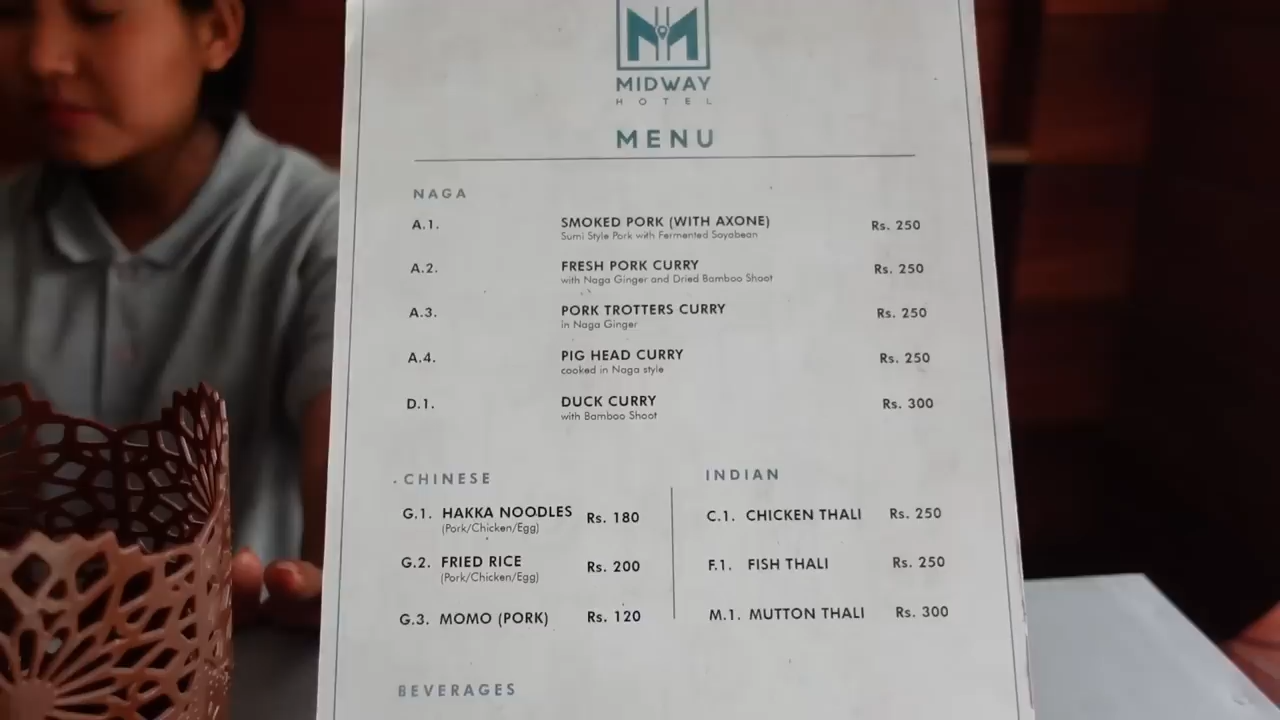 MIDWAY
HOTEL
MENU
NAGA
A.1. SMOKED PORK (WITH AXONE) Rs. 250
Sumi Style Pork with Fermented Soyabean
A.2. FRESH PORK CURRY Rs. 250
with Naga Ginger and Dried Bamboo Shoot
A.3. PORK TROTTERS CURRY Rs. 250
in Naga Ginger
A.4. PIG HEAD CURRY Rs. 250
cooked in Naga style
D.1. DUCK CURRY Rs. 300
with Bamboo Shoot
CHINESE
G.1. HAKKA NOODLES Rs. 180
(Pork/Chicken/Egg)
G.2. FRIED RICE Rs. 200
(Pork/Chicken/Egg)
G.3. MOMO (PORK) Rs. 120
INDIAN
C.1. CHICKEN THALI Rs. 250
F.1. FISH THALI Rs. 250
M.1. MUTTON THALI Rs. 300
BEVERAGES